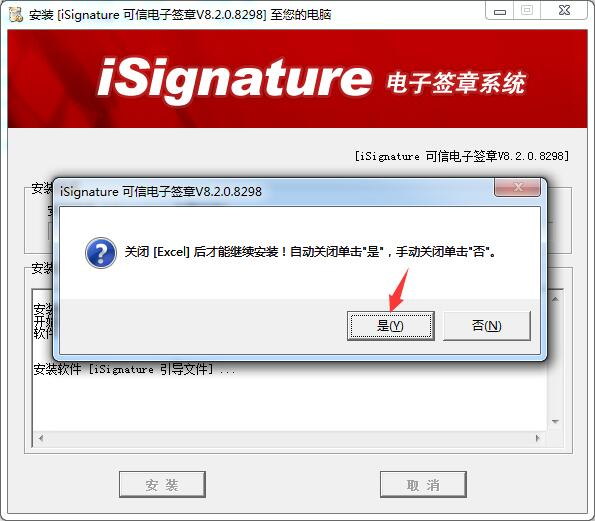 安装 [iSignature 可信电子签章V8.2.0.8298] 至您的电脑
iSignature 电子签章系统
[iSignature 可信电子签章V8.2.0.8298]
安装
iSignature 可信电子签章V8.2.0.8298
关闭 [Excel] 后才能继续安装！自动关闭单击"是"，手动关闭单击"否"。
是(Y)
否(N)
安装
安装
开始
软件
安装软件 [iSignature 引导文件] ...
安 装
取 消